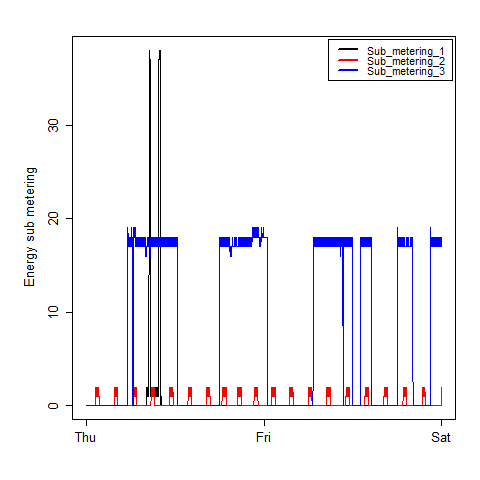 Sub_metering_1
Sub_metering_2
Sub_metering_3
Energy sub metering
30
20
10
0
Thu Fri Sat